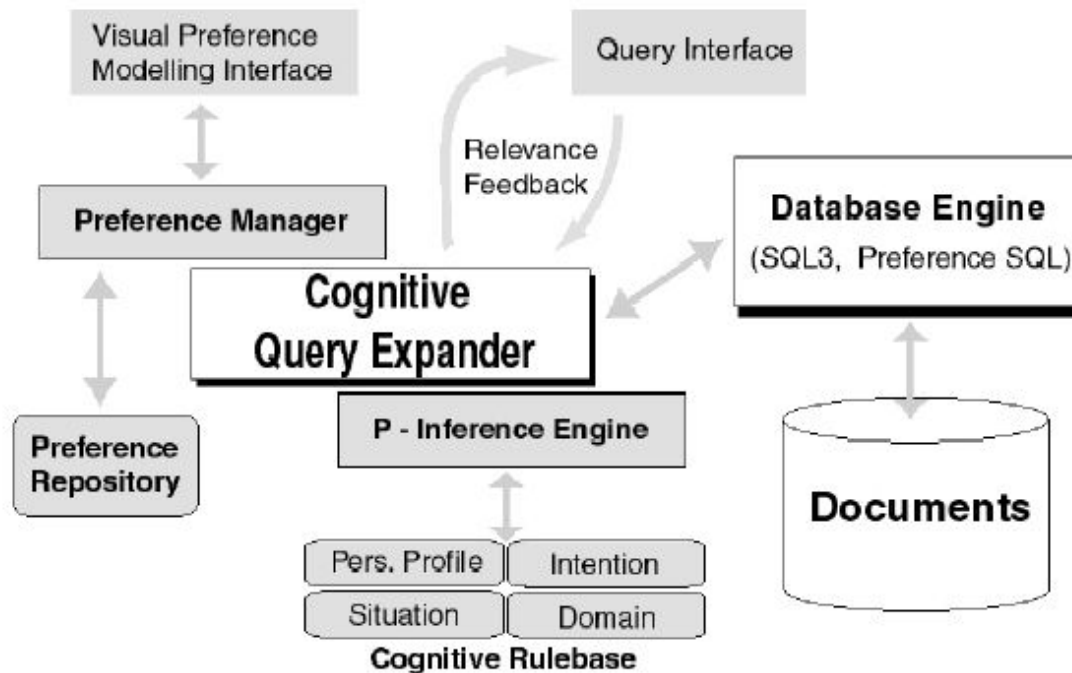 Visual Preference
Modelling Interface
Query Interface
Relevance
Feedback
Preference Manager
Database Engine
(SQL3, Preference SQL)
Cognitive
Query Expander
P - Inference Engine
Preference
Repository
Documents
Pers. Profile
Intention
Situation
Domain
Cognitive Rulebase